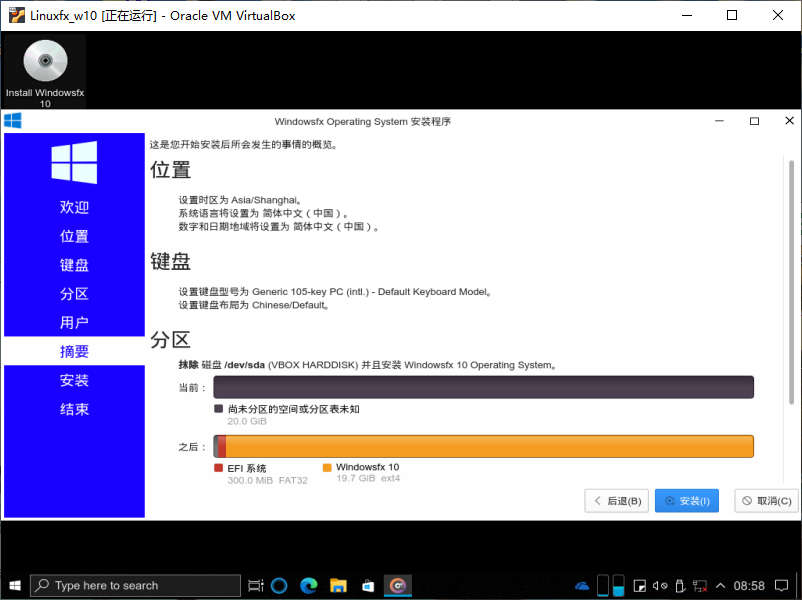 Linuxfx_w10 [正在运行] - Oracle VM VirtualBox
Install Windowsfx
10
Windowsfx Operating System 安装程序
欢迎
位置
键盘
分区
用户
摘要
安装
结束
这是您开始安装后所会发生的事情的概览。
位置
设置时区为 Asia/Shanghai。
系统语言将设置为 简体中文 ( 中国 ) 。
数字和日期地域将设置为 简体中文 ( 中国 ) 。
键盘
设置键盘型号为 Generic 105-key PC (intl.) - Default Keyboard Model。
设置键盘布局为 Chinese/Default。
分区
抹除 磁盘 /dev/sda (VBOX HARDDISK) 并且安装 Windowsfx 10 Operating System。
当前：
尚未分区的空间或分区表未知
20.0 GiB
之后：
EFI 系统 Windowsfx 10
300.0 MiB FAT32 19.7 GiB ext4
后退(B) 安装(I) 取消(C)
Type here to search 08:58